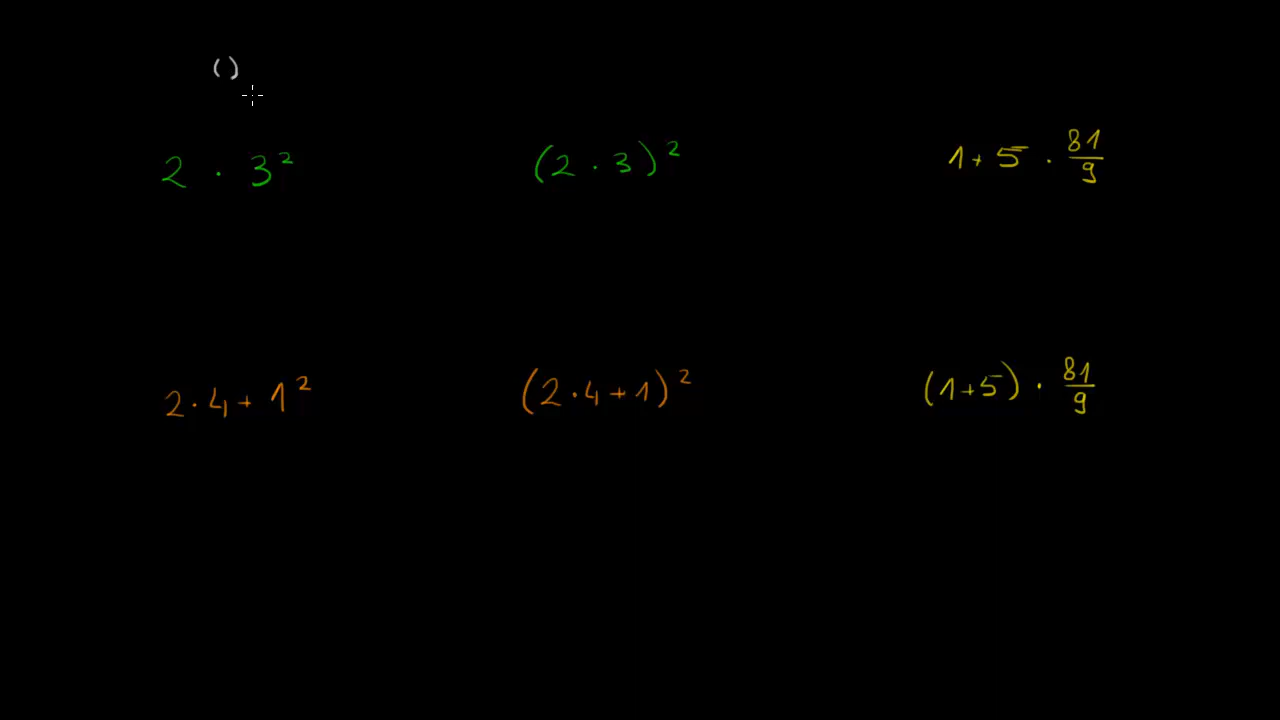 ()
2 · 3²
(2 · 3)²
1 + 5 · 81/9
2 · 4 + 1²
(2 · 4 + 1)²
(1 + 5) · 81/9